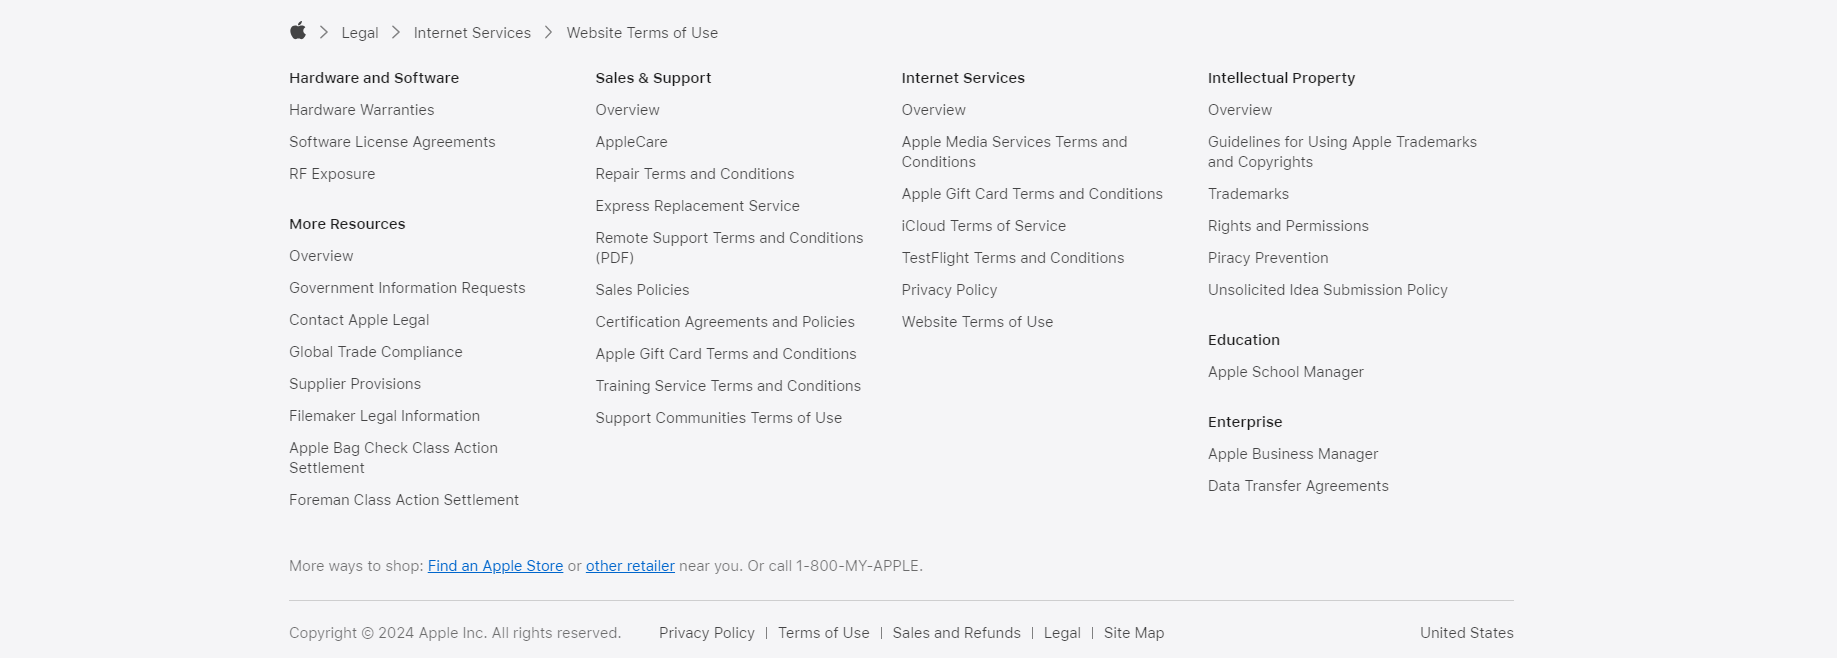 Legal
Internet Services
Website Terms of Use
Hardware and Software
Hardware Warranties
Software License Agreements
RF Exposure
More Resources
Overview
Government Information Requests
Contact Apple Legal
Global Trade Compliance
Supplier Provisions
Filemaker Legal Information
Apple Bag Check Class Action
Settlement
Foreman Class Action Settlement
Sales & Support
Overview
AppleCare
Repair Terms and Conditions
Express Replacement Service
Remote Support Terms and Conditions
(PDF)
Sales Policies
Certification Agreements and Policies
Apple Gift Card Terms and Conditions
Training Service Terms and Conditions
Support Communities Terms of Use
Internet Services
Overview
Apple Media Services Terms and
Conditions
Apple Gift Card Terms and Conditions
iCloud Terms of Service
TestFlight Terms and Conditions
Privacy Policy
Website Terms of Use
Intellectual Property
Overview
Guidelines for Using Apple Trademarks
and Copyrights
Trademarks
Rights and Permissions
Piracy Prevention
Unsolicited Idea Submission Policy
Education
Apple School Manager
Enterprise
Apple Business Manager
Data Transfer Agreements
More ways to shop: Find an Apple Store or other retailer near you. Or call 1-800-MY-APPLE.
Copyright © 2024 Apple Inc. All rights reserved.
Privacy Policy | Terms of Use | Sales and Refunds | Legal | Site Map
United States